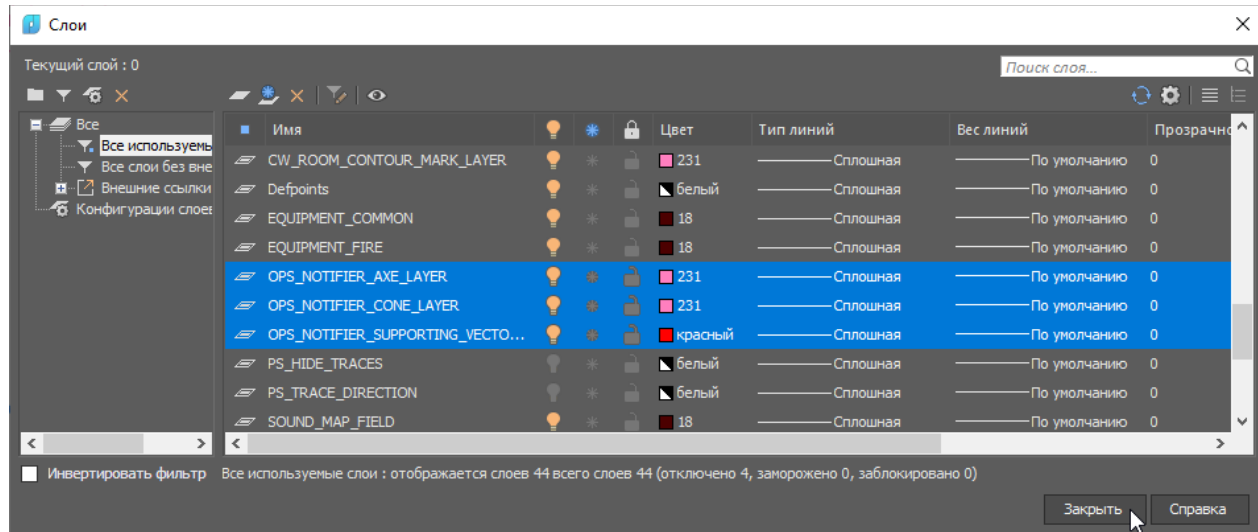 Слои
Текущий слой : 0
Поиск слоя...
Все
Все используемь
Все слои без вне
Внешние ссылки
Конфигурации слоев
Имя Цвет Тип линий Вес линий Прозрачно
CW_ROOM_CONTOUR_MARK_LAYER 231 Сплошная По умолчанию 0
Defpoints белый Сплошная По умолчанию 0
EQUIPMENT_COMMON 18 Сплошная По умолчанию 0
EQUIPMENT_FIRE 18 Сплошная По умолчанию 0
OPS_NOTIFIER_AXE_LAYER 231 Сплошная По умолчанию 0
OPS_NOTIFIER_CONE_LAYER 231 Сплошная По умолчанию 0
OPS_NOTIFIER_SUPPORTING_VECTO... красный Сплошная По умолчанию 0
PS_HIDE_TRACES белый Сплошная По умолчанию 0
PS_TRACE_DIRECTION белый Сплошная По умолчанию 0
SOUND_MAP_FIELD 18 Сплошная По умолчанию 0
Инвертировать фильтр Все используемые слои : отображается слоев 44 всего слоев 44 (отключено 4, заморожено 0, заблокировано 0)
Закрыть Справка